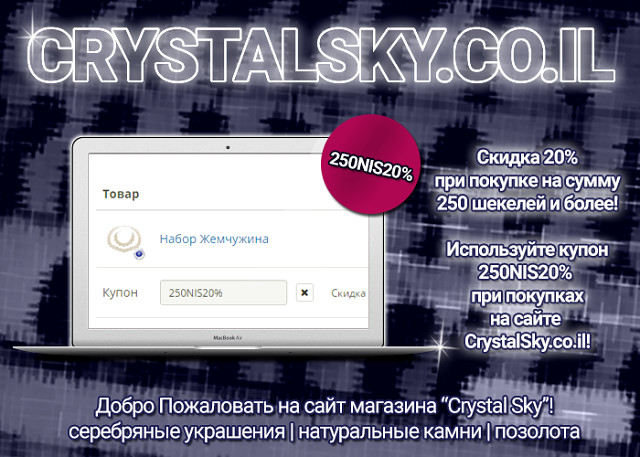 CRYSTALSKY.CO.IL
250NIS20%
Товар
Набор Жемчужина
Купон
250NIS20%
Скидка
MacBook Air
Скидка 20%
при покупке на сумму
250 шекелей и более!
Используйте купон
250NIS20%
при покупках
на сайте
CrystalSky.co.il!
Добро Пожаловать на сайт магазина “Crystal Sky”!
серебряные украшения | натуральные камни | позолота